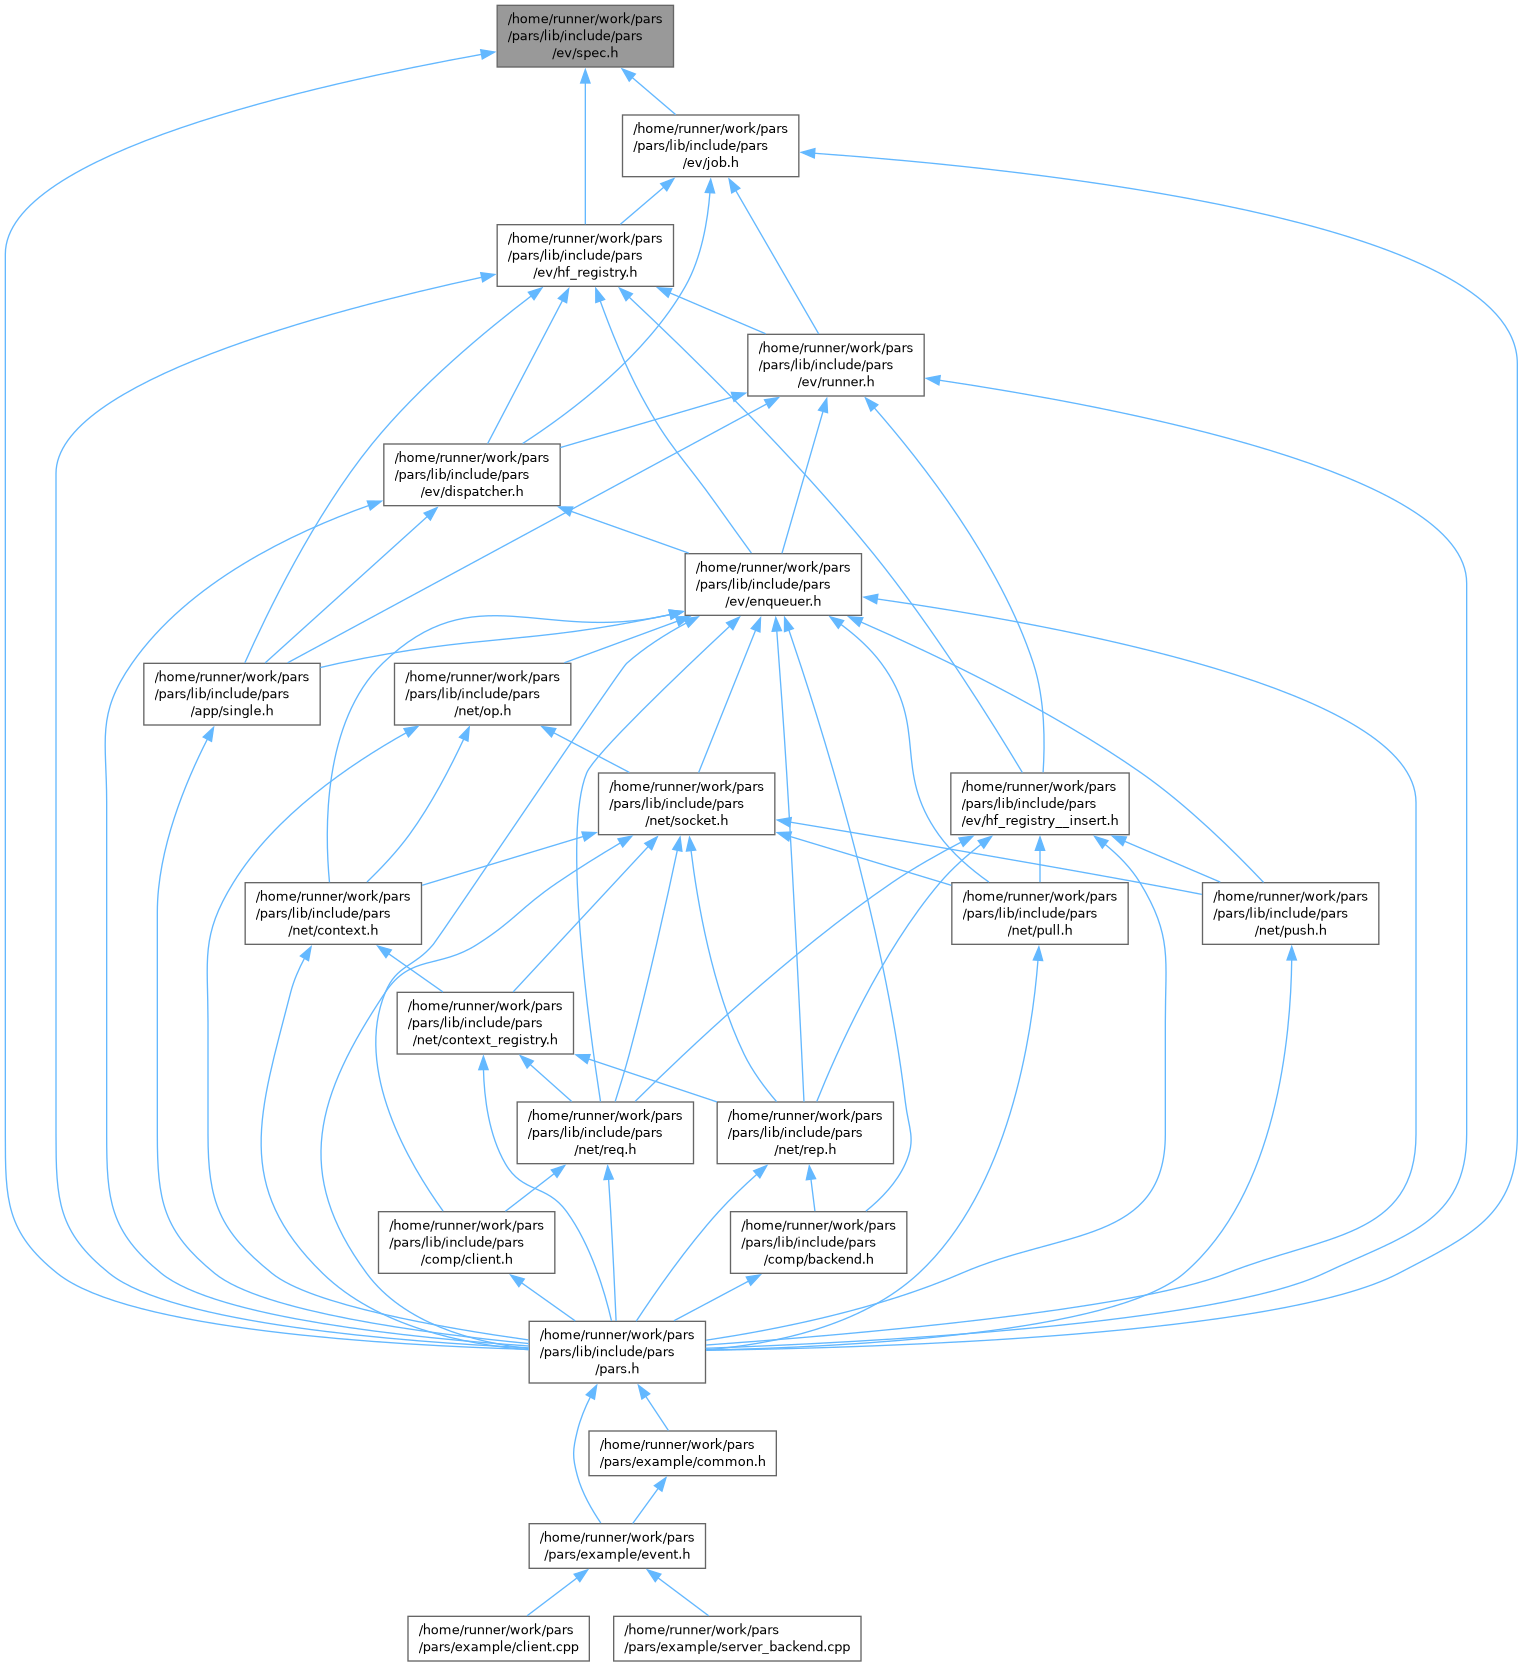 /home/runner/work/pars
/pars/lib/include/pars
/ev/spec.h
/home/runner/work/pars
/pars/lib/include/pars
/ev/job.h
/home/runner/work/pars
/pars/lib/include/pars
/ev/hf_registry.h
/home/runner/work/pars
/pars/lib/include/pars
/ev/runner.h
/home/runner/work/pars
/pars/lib/include/pars
/ev/dispatcher.h
/home/runner/work/pars
/pars/lib/include/pars
/ev/enqueuer.h
/home/runner/work/pars
/pars/lib/include/pars
/app/single.h
/home/runner/work/pars
/pars/lib/include/pars
/net/op.h
/home/runner/work/pars
/pars/lib/include/pars
/net/socket.h
/home/runner/work/pars
/pars/lib/include/pars
/ev/hf_registry__insert.h
/home/runner/work/pars
/pars/lib/include/pars
/net/context.h
/home/runner/work/pars
/pars/lib/include/pars
/net/pull.h
/home/runner/work/pars
/pars/lib/include/pars
/net/push.h
/home/runner/work/pars
/pars/lib/include/pars
/net/context_registry.h
/home/runner/work/pars
/pars/lib/include/pars
/net/req.h
/home/runner/work/pars
/pars/lib/include/pars
/net/rep.h
/home/runner/work/pars
/pars/lib/include/pars
/comp/client.h
/home/runner/work/pars
/pars/lib/include/pars
/comp/backend.h
/home/runner/work/pars
/pars/lib/include/pars
/pars.h
/home/runner/work/pars
/pars/example/common.h
/home/runner/work/pars
/pars/example/event.h
/home/runner/work/pars
/pars/example/client.cpp
/home/runner/work/pars
/pars/example/server_backend.cpp